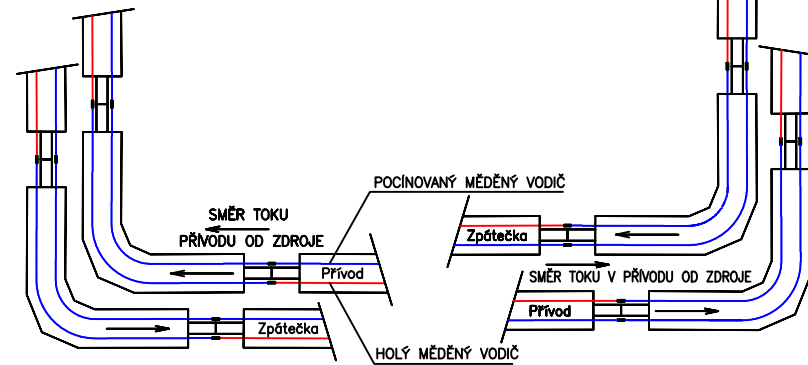 POCÍNOVANÝ MĚDĚNÝ VODIČ
SMĚR TOKU
PŘÍVODU OD ZDROJE
Přívod
Zpátečka
HOLÝ MĚDĚNÝ VODIČ
Zpátečka
SMĚR TOKU V PŘÍVODU OD ZDROJE
Přívod